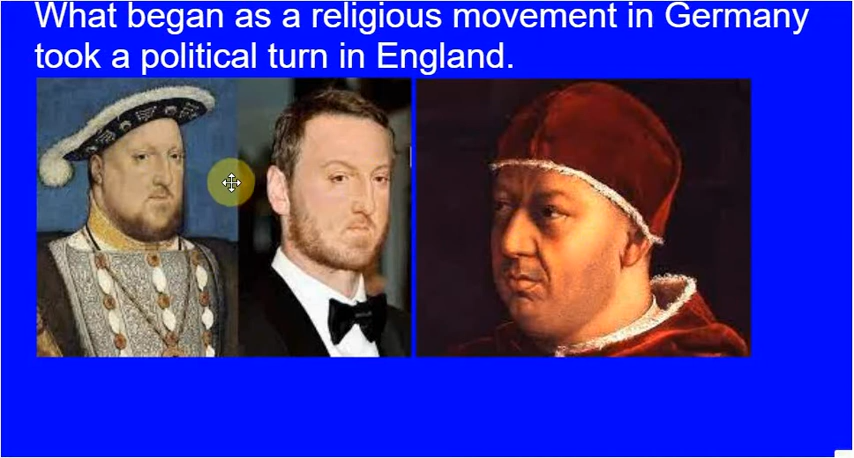 What began as a religious movement in Germany
took a political turn in England.